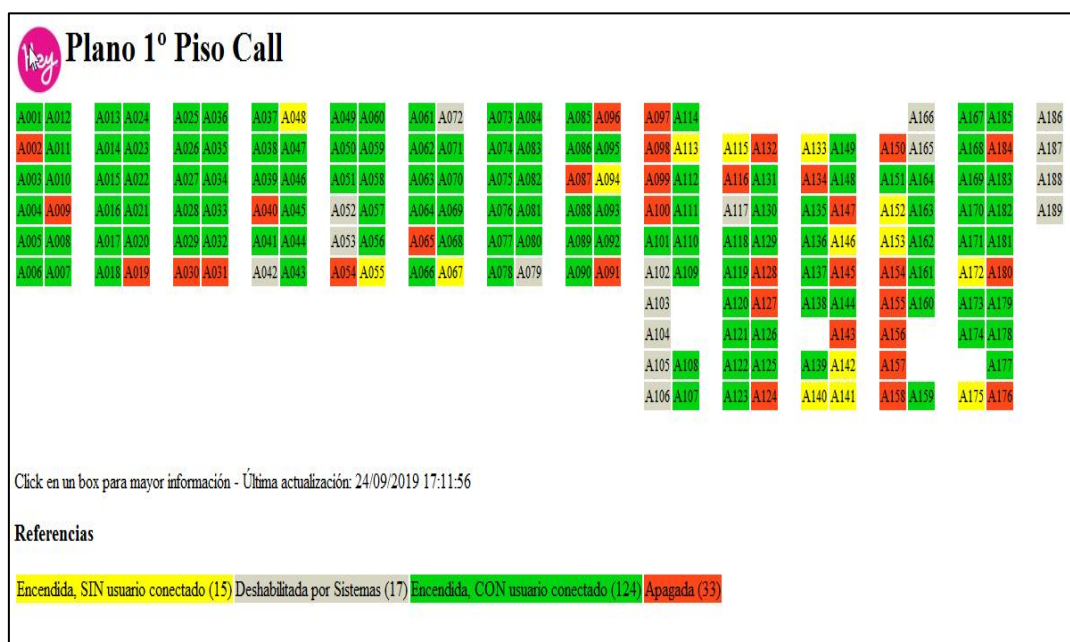 Hey
Plano 1º Piso Call
A001 A012 A013 A024 A025 A036 A037 A048 A049 A060 A061 A072 A073 A084 A085 A096 A097 A114 A166 A167 A185 A186
A002 A011 A014 A023 A026 A035 A038 A047 A050 A059 A062 A071 A074 A083 A086 A095 A098 A113 A115 A132 A133 A149 A150 A165 A168 A184 A187
A003 A010 A015 A022 A027 A034 A039 A046 A051 A058 A063 A070 A075 A082 A087 A094 A099 A112 A116 A131 A134 A148 A151 A164 A169 A183 A188
A004 A009 A016 A021 A028 A033 A040 A045 A052 A057 A064 A069 A076 A081 A088 A093 A100 A111 A117 A130 A135 A147 A152 A163 A170 A182 A189
A005 A008 A017 A020 A029 A032 A041 A044 A053 A056 A065 A068 A077 A080 A089 A092 A101 A110 A118 A129 A136 A146 A153 A162 A171 A181
A006 A007 A018 A019 A030 A031 A042 A043 A054 A055 A066 A067 A078 A079 A090 A091 A102 A109 A119 A128 A137 A145 A154 A161 A172 A180
A103 A120 A127 A138 A144 A155 A160 A173 A179
A104 A121 A126 A143 A156 A174 A178
A105 A108 A122 A125 A139 A142 A157 A177
A106 A107 A123 A124 A140 A141 A158 A159 A175 A176
Click en un box para mayor información - Última actualización: 24/09/2019 17:11:56
Referencias
Encendida, SIN usuario conectado (15) Deshabilitada por Sistemas (17) Encendida, CON usuario conectado (124) Apagada (33)